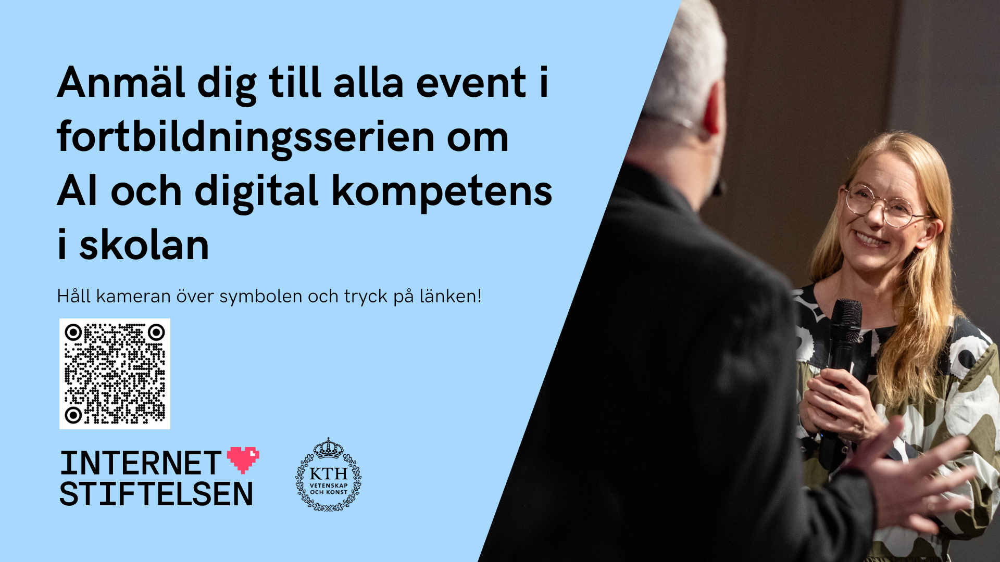 Anmäl dig till alla event i
fortbildningsserien om
AI och digital kompetens
i skolan
Håll kameran över symbolen och tryck på länken!
INTERNET
STIFTELSEN
KTH
VETENSKAP
OCH KONST